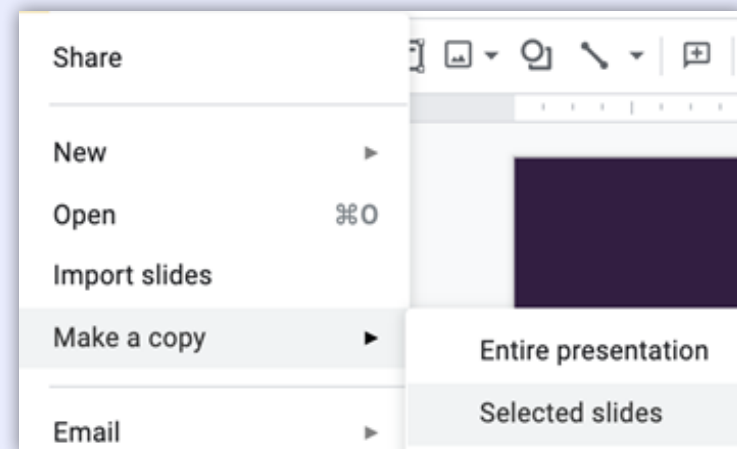 Share
New
Open ⌘O
Import slides
Make a copy
Entire presentation
Selected slides
Email